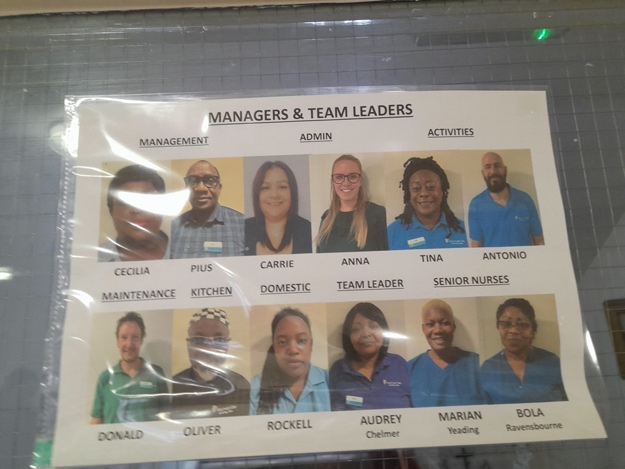 MANAGERS & TEAM LEADERS
MANAGEMENT ADMIN ACTIVITIES
CECILIA PIUS CARRIE ANNA TINA ANTONIO
MAINTENANCE KITCHEN DOMESTIC TEAM LEADER SENIOR NURSES
DONALD OLIVER ROCKELL AUDREY MARIAN BOLA
Chelmer Yeading Ravensbourne